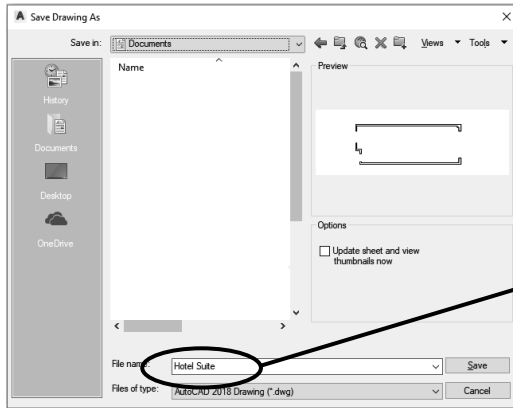 A Save Drawing As
Save in: Documents Views Tools
Name
Preview
History
Documents
Desktop
OneDrive
Options
Update sheet and view
thumbnails now
File name: Hotel Suite Save
Files of type: AutoCAD 2018 Drawing (*.dwg) Cancel